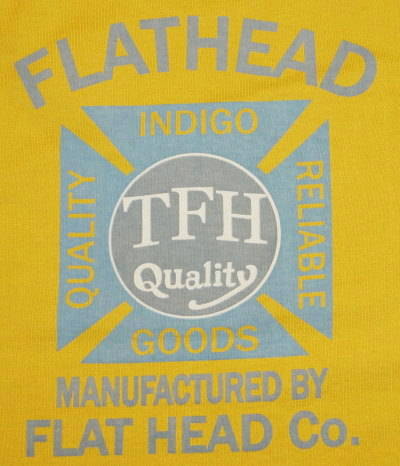 FLATHEAD
INDIGO
QUALITY
RELIABLE
TFH
Quality
GOODS
MANUFACTURED BY
FLAT HEAD Co.